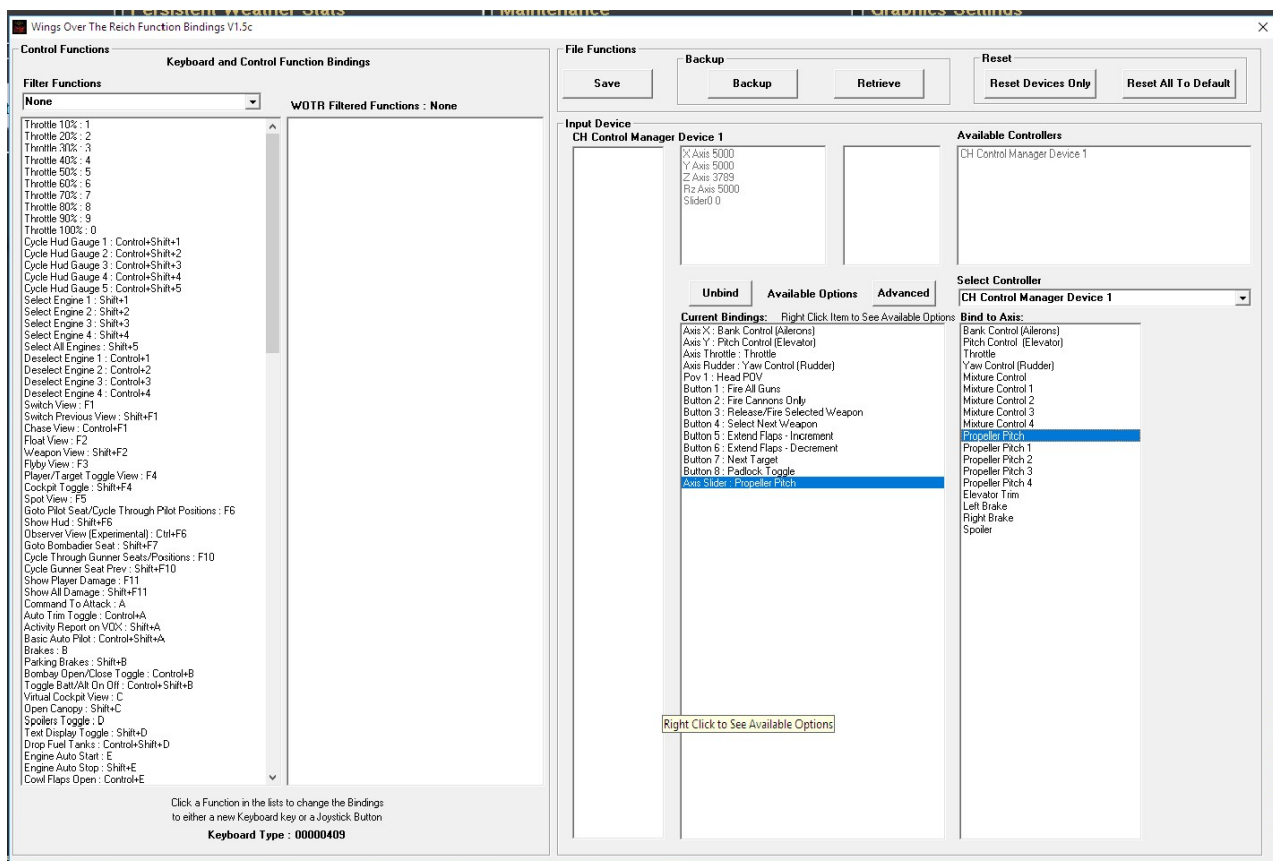 Persistent Weather Stats
Maintenance
Graphics Settings
Wings Over The Reich Function Bindings V1.5c
Control Functions
Keyboard and Control Function Bindings
Filter Functions
None
WOTR Filtered Functions : None
Throttle 10% : 1
Throttle 20% : 2
Throttle 30% : 3
Throttle 40% : 4
Throttle 50% : 5
Throttle 60% : 6
Throttle 70% : 7
Throttle 80% : 8
Throttle 90% : 9
Throttle 100% : 0
Cycle Hud Gauge 1 : Control+Shift+1
Cycle Hud Gauge 2 : Control+Shift+2
Cycle Hud Gauge 3 : Control+Shift+3
Cycle Hud Gauge 4 : Control+Shift+4
Cycle Hud Gauge 5 : Control+Shift+5
Select Engine 1 : Shift+1
Select Engine 2 : Shift+2
Select Engine 3 : Shift+3
Select Engine 4 : Shift+4
Select All Engines : Shift+5
Deselect Engine 1 : Control+1
Deselect Engine 2 : Control+2
Deselect Engine 3 : Control+3
Deselect Engine 4 : Control+4
Switch View : F1
Switch Previous View : Shift+F1
Chase View : Control+F1
Float View : F2
Weapon View : Shift+F2
Flyby View : F3
Player/Target Toggle View : F4
Cockpit Toggle : Shift+F4
Spot View : F5
Goto Pilot Seat/Cycle Through Pilot Positions : F6
Show Hud : Shift+F6
Observer View (Experimental) : Ctrl+F6
Goto Bombadier Seat : Shift+F7
Cycle Through Gunner Seats/Positions : F10
Cycle Gunner Seat Prev : Shift+F10
Show Player Damage : F11
Show All Damage : Shift+F11
Command To Attack : A
Auto Trim Toggle : Control+A
Activity Report on VOX : Shift+A
Basic Auto Pilot : Control+Shift+A
Brakes : B
Parking Brakes : Shift+B
Bombay Open/Close Toggle : Control+B
Toggle Batt/Alt On Off : Control+Shift+B
Virtual Cockpit View : C
Open Canopy : Shift+C
Spoilers Toggle : D
Text Display Toggle : Shift+D
Drop Fuel Tanks : Control+Shift+D
Engine Auto Start : E
Engine Auto Stop : Shift+E
Cowl Flaps Open : Control+E
Click a Function in the lists to change the Bindings
to either a new Keyboard key or a Joystick Button
Keyboard Type : 00000409
File Functions
Save
Backup
Backup
Retrieve
Reset
Reset Devices Only
Reset All To Default
Input Device
CH Control Manager Device 1
X Axis 5000
Y Axis 5000
Z Axis 3789
Rz Axis 5000
Slider0 0
Available Controllers
CH Control Manager Device 1
Unbind
Available Options
Advanced
Select Controller
CH Control Manager Device 1
Current Bindings: Right Click Item to See Available Options
Axis X : Bank Control (Ailerons)
Axis Y : Pitch Control (Elevator)
Axis Throttle : Throttle
Axis Rudder : Yaw Control (Rudder)
Pov 1 : Head POV
Button 1 : Fire All Guns
Button 2 : Fire Cannons Only
Button 3 : Release/Fire Selected Weapon
Button 4 : Select Next Weapon
Button 5 : Extend Flaps - Increment
Button 6 : Extend Flaps - Decrement
Button 7 : Next Target
Button 8 : Padlock Toggle
Axis Slider : Propeller Pitch
Right Click to See Available Options
Bind to Axis:
Bank Control (Ailerons)
Pitch Control (Elevator)
Throttle
Yaw Control (Rudder)
Mixture Control
Mixture Control 1
Mixture Control 2
Mixture Control 3
Mixture Control 4
Propeller Pitch
Propeller Pitch 1
Propeller Pitch 2
Propeller Pitch 3
Propeller Pitch 4
Elevator Trim
Left Brake
Right Brake
Spoiler